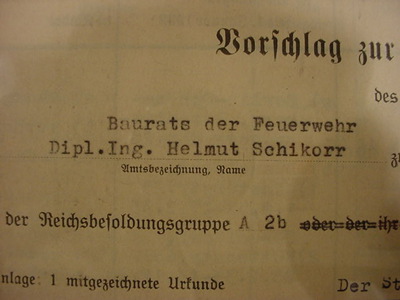 Vorschlag zur
des
Baurats der Feuerwehr
Dipl.Ing. Helmut Schikorr
Amtsbezeichnung, Name
der Reichsbesoldungsgruppe A 2b oder der ihr
nlage: 1 mitgezeichnete Urkunde
Der St